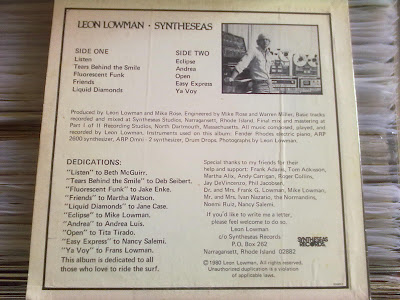 LEON LOWMAN • SYNTHESEAS
SIDE ONE
Listen
Tears Behind the Smile
Fluorescent Funk
Friends
Liquid Diamonds
SIDE TWO
Eclipse
Andrea
Open
Easy Express
Ya Voy
Produced by Leon Lowman and Mike Rose. Engineered by Mike Rose and Warren Miller. Basic tracks
recorded and mixed at Syntheseas Studios, Narragansett, Rhode Island. Final mix and mastering at
Part I of II Recording Studios, North Dartmouth, Massachusetts. All music composed, played, and
recorded by Leon Lowman. Instruments used on this album: Fender Rhodes electric piano, ARP
2600 synthesizer, ARP Omni - 2 synthesizer, Drum Drops. Photographs by Leon Lowman.
DEDICATIONS:
"Listen" to Beth McGurr.
"Tears Behind the Smile" to Deb Seibert.
"Fluorescent Funk" to Jake Enke.
"Friends" to Martha Watson.
"Liquid Diamonds" to Jane Case.
"Eclipse" to Mike Lowman.
"Andrea" to Andrea Luis.
"Open" to Tita Tirado.
"Easy Express" to Nancy Salemi.
"Ya Voy" to Frans Lowman.
This album is dedicated to all
those who love to ride the surf.
Special thanks to my friends for their
help and support: Frank Adams, Tom Ackvason,
Martha Alix, Andy Carrigan, Roger Collins,
Jay DeVincenzo, Phil Jacobsen,
Dr. and Mrs. Frank G. Lowman, Mike Lowman,
Mr. and Mrs. Ivan Nazario, the Normandins,
Noemi Ruiz, Nancy Salemi.
If you'd like to write me a letter,
please feel welcome to do so.
Leon Lowman
c/o Syntheseas Records
P.O. Box 262
Narragansett, Rhode Island 02882
SYNTHESEAS
RECORDS
© 1980 Leon Lowman. All rights reserved.
Unauthorized duplication is a violation
of applicable laws.